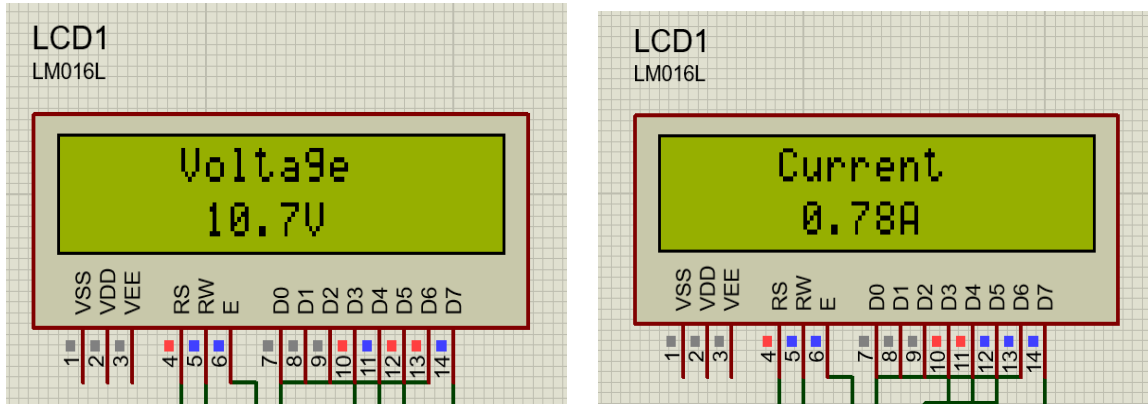 LCD1
LM016L
Voltage
10.7V
VSS VDD VEE RS RW E D0 D1 D2 D3 D4 D5 D6 D7
1 2 3 4 5 6 7 8 9 10 11 12 13 14
LCD1
LM016L
Current
0.78A
VSS VDD VEE RS RW E D0 D1 D2 D3 D4 D5 D6 D7
1 2 3 4 5 6 7 8 9 10 11 12 13 14